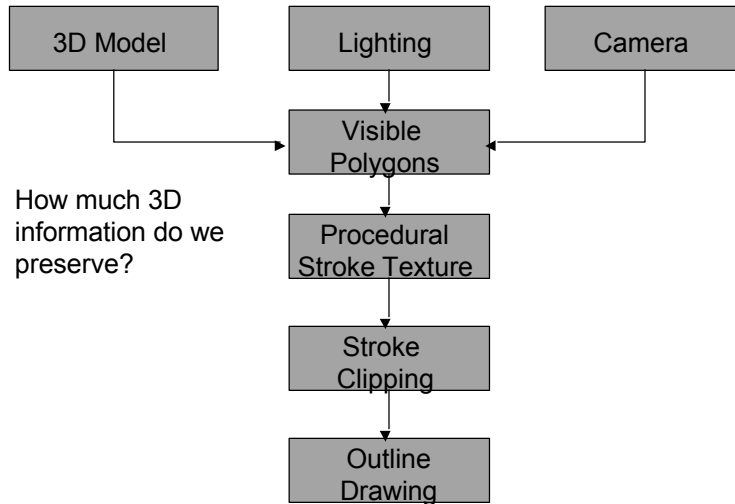 3D Model
Lighting
Camera
Visible
Polygons
How much 3D
information do we
preserve?
Procedural
Stroke Texture
Stroke
Clipping
Outline
Drawing